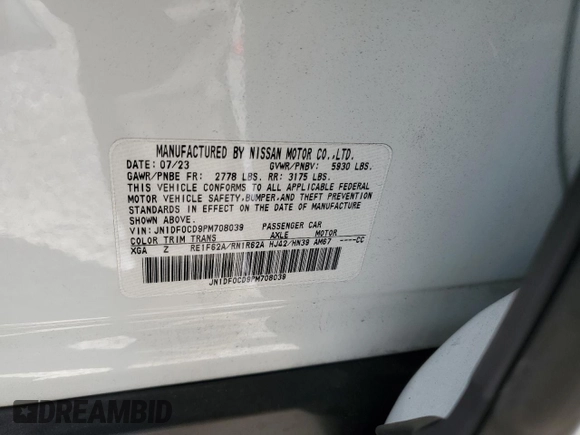 MANUFACTURED BY NISSAN MOTOR CO.,LTD.
DATE: 07/23 GVWR/PNBV: 5930 LBS.
GAWR/PNBE FR: 2778 LBS. RR: 3175 LBS.
THIS VEHICLE CONFORMS TO ALL APPLICABLE FEDERAL
MOTOR VEHICLE SAFETY,BUMPER,AND THEFT PREVENTION
STANDARDS IN EFFECT ON THE DATE OF MANUFACTURE
SHOWN ABOVE.
VIN: JN1DF0CD9PM708039 PASSENGER CAR
COLOR TRIM TRANS AXLE MOTOR
XGA Z RE1F62A/RN1R62A HJ42/HN39 AM67 ----CC
JN1DF0CD9PM708039
DREAMBID